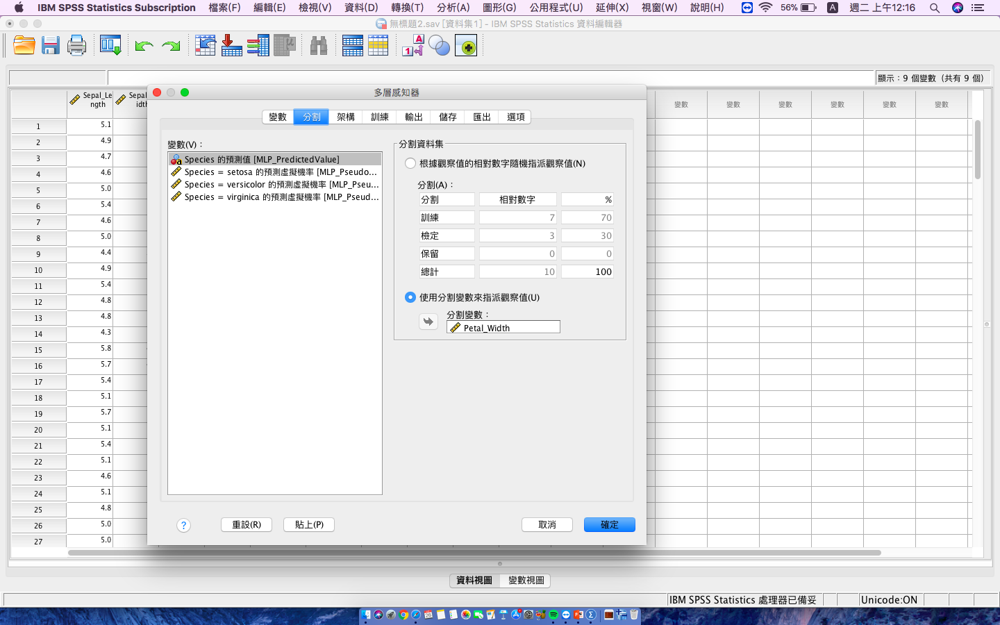 IBM SPSS Statistics Subscription 檔案(F) 編輯(E) 檢視(V) 資料(D) 轉換(T) 分析(A) 圖形(G) 公用程式(U) 延伸(X) 視窗(W) 說明(H) 56% A 週二 上午12:16
無標題2.sav [資料集1] - IBM SPSS Statistics 資料編輯器
顯示：9 個變數 (共有 9 個)
Sepal_Le
ngth
Sepal
idth
變數 變數 變數 變數 變數 變數
1 5.1
2 4.9
3 4.7
4 4.6
5 5.0
6 5.4
7 4.6
8 5.0
9 4.4
10 4.9
11 5.4
12 4.8
13 4.8
14 4.3
15 5.8
16 5.7
17 5.4
18 5.1
19 5.7
20 5.1
21 5.4
22 5.1
23 4.6
24 5.1
25 4.8
26 5.0
27 5.0
多層感知器
變數 分割 架構 訓練 輸出 儲存 匯出 選項
變數(V)：
Species 的預測值 [MLP_PredictedValue]
Species = setosa 的預測虛擬機率 [MLP_Pseudo...
Species = versicolor 的預測虛擬機率 [MLP_Pseu...
Species = virginica 的預測虛擬機率 [MLP_Pseud...
分割資料集
根據觀察值的相對數字隨機指派觀察值(N)
分割(A)：
分割 相對數字 %
訓練 7 70
檢定 3 30
保留 0 0
總計 10 100
使用分割變數來指派觀察值(U)
分割變數：
Petal_Width
? 重設(R) 貼上(P) 取消 確定
資料視圖 變數視圖
IBM SPSS Statistics 處理器已備妥 Unicode:ON